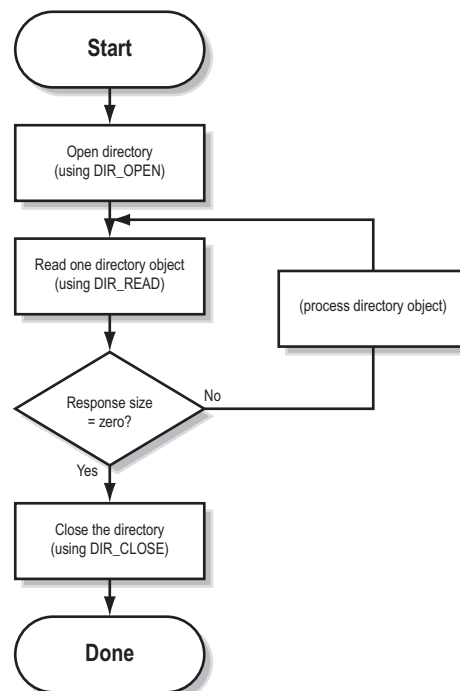 Start
Open directory
(using DIR_OPEN)
Read one directory object
(using DIR_READ)
(process directory object)
Response size
= zero?
No
Yes
Close the directory
(using DIR_CLOSE)
Done